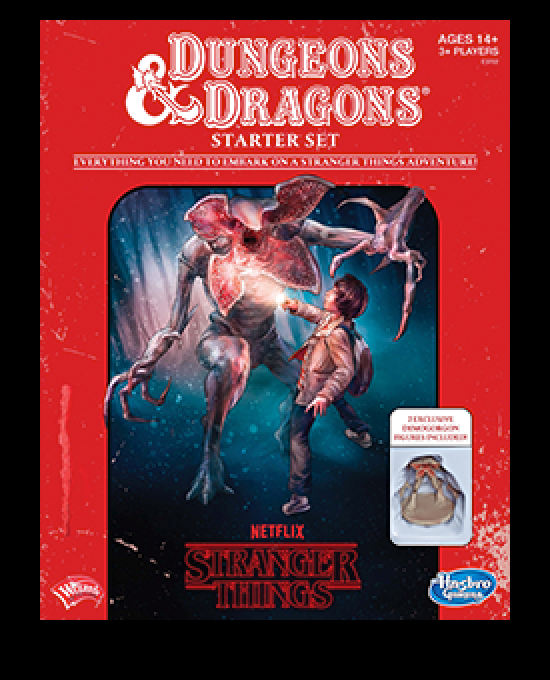 DUNGEONS
& DRAGONS®
STARTER SET
AGES 14+
3+ PLAYERS
EVERYTHING YOU NEED TO EMBARK ON A STRANGER THINGS ADVENTURE!
2 EXCLUSIVE
DEMOGORGON
FIGURES INCLUDED!
NETFLIX
STRANGER
THINGS
Wizards
Hasbro
Gaming